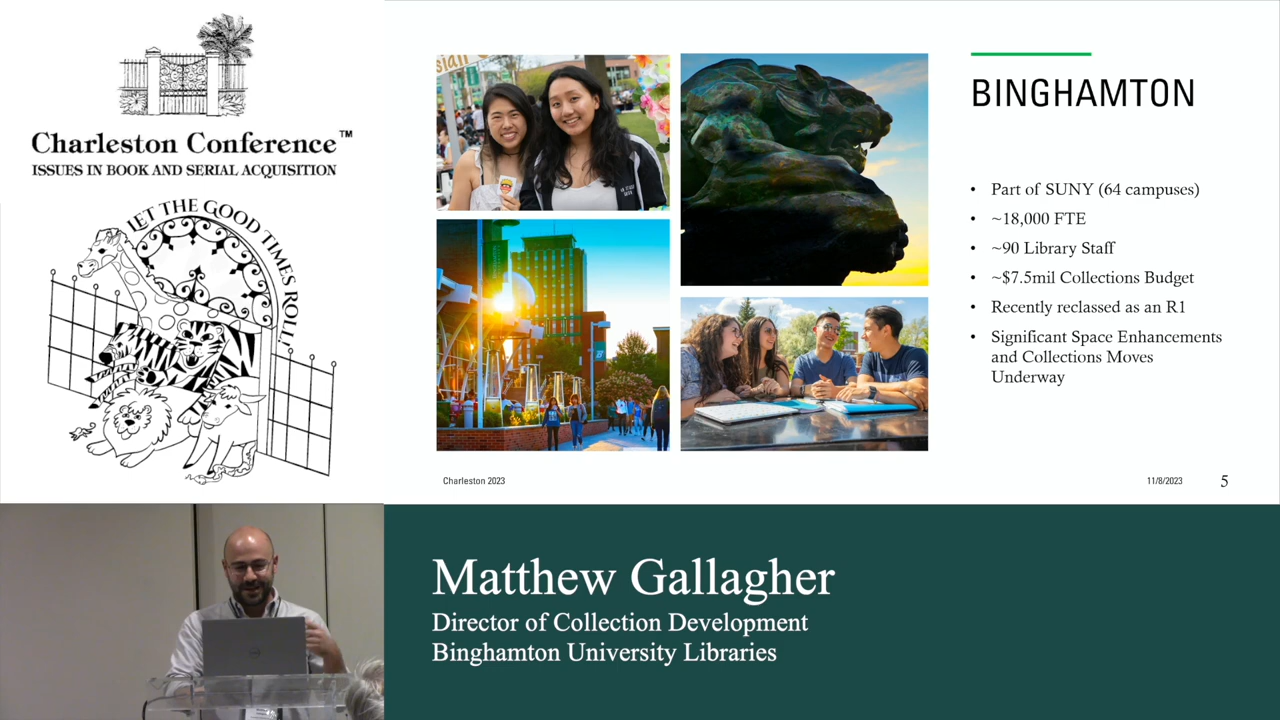 Charleston Conference™
ISSUES IN BOOK AND SERIAL ACQUISITION
LET THE GOOD TIMES ROLL!
BINGHAMTON
• Part of SUNY (64 campuses)
• ~18,000 FTE
• ~90 Library Staff
• ~$7.5mil Collections Budget
• Recently reclassed as an R1
• Significant Space Enhancements
and Collections Moves
Underway
Charleston 2023
11/8/2023
5
Matthew Gallagher
Director of Collection Development
Binghamton University Libraries